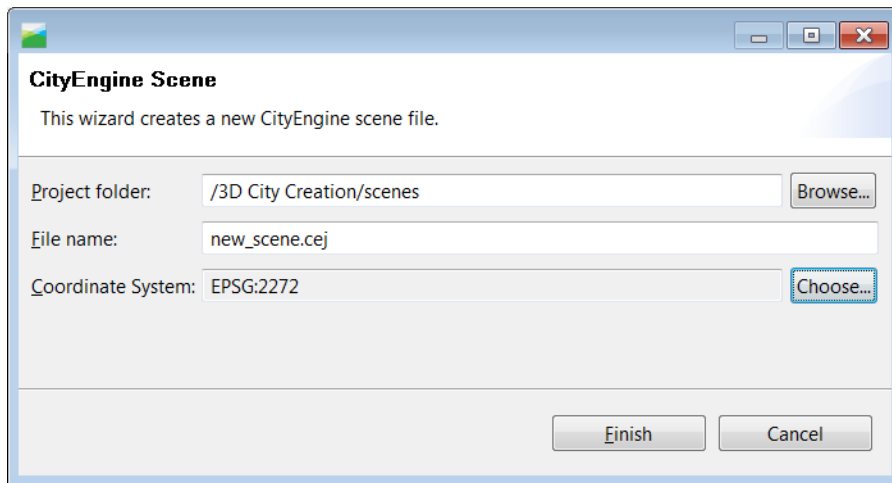 CityEngine Scene
This wizard creates a new CityEngine scene file.
Project folder: /3D City Creation/scenes Browse...
File name: new_scene.cej
Coordinate System: EPSG:2272 Choose...
Finish Cancel